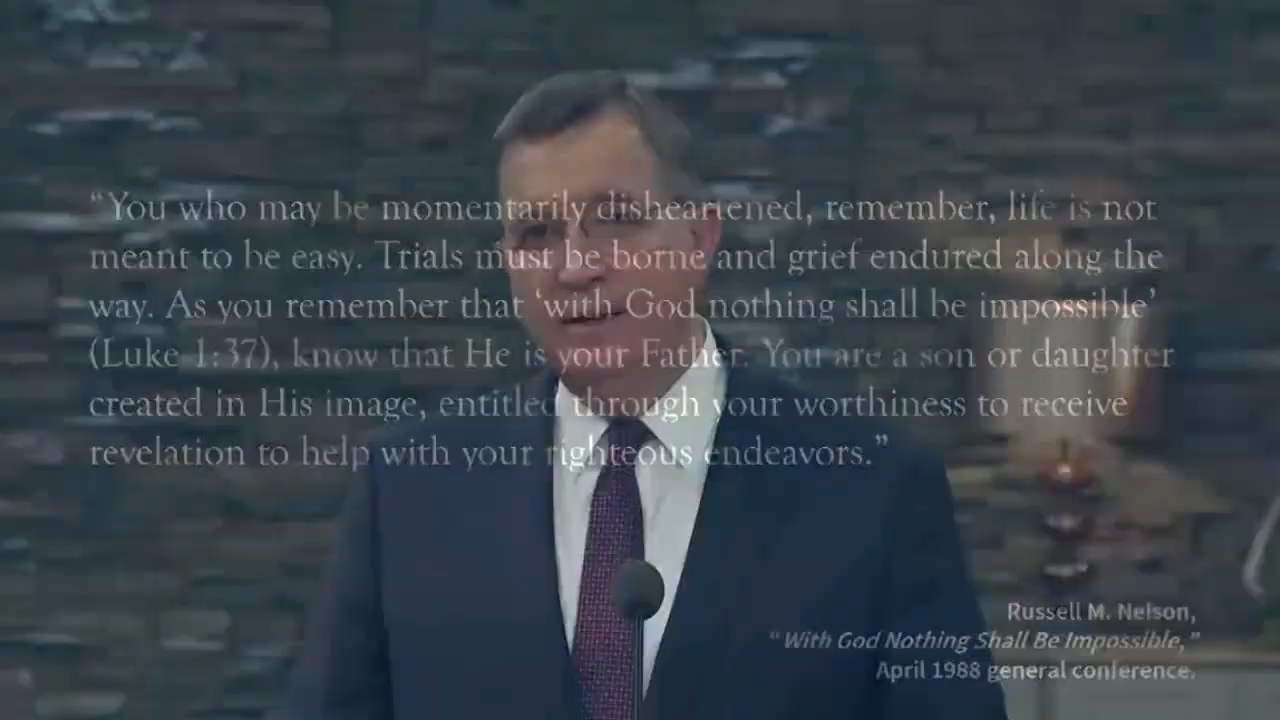 “You who may be momentarily disheartened, remember, life is not
meant to be easy. Trials must be borne and grief endured along the
way. As you remember that ‘with God nothing shall be impossible’
(Luke 1:37), know that He is your Father. You are a son or daughter
created in His image, entitled through your worthiness to receive
revelation to help with your righteous endeavors.”
Russell M. Nelson,
“With God Nothing Shall Be Impossible,”
April 1988 general conference.